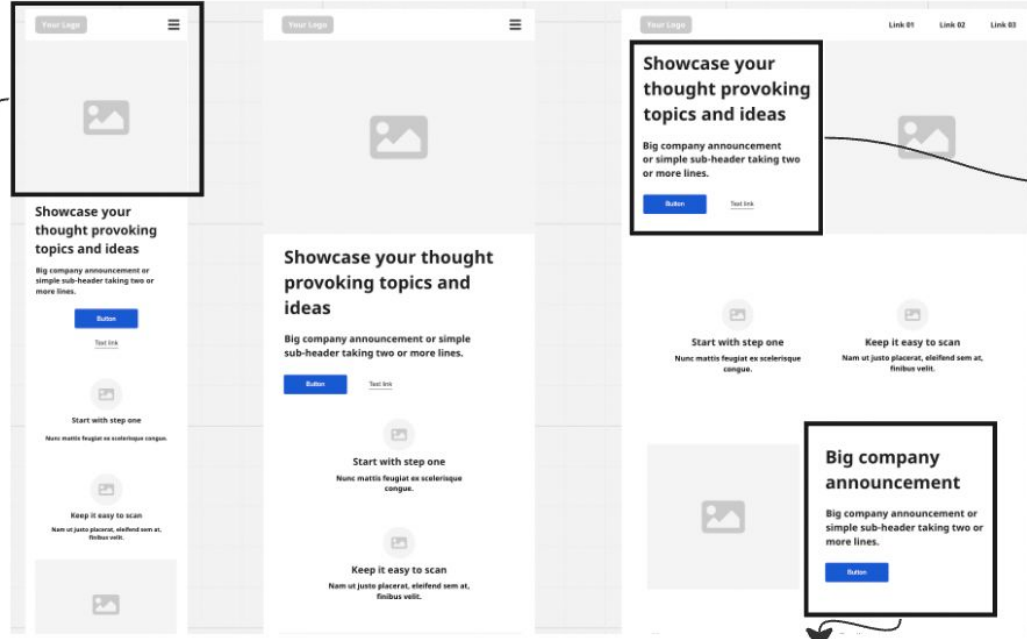 Your Logo
Showcase your
thought provoking
topics and ideas
Big company announcement or
simple sub-header taking two or
more lines.
Button
Text link
Start with step one
Nunc mattis feugiat ex scelerisque congue.
Keep it easy to scan
Nam ut justo placerat, eleifend sem at,
finibus velit.
Your Logo
Showcase your thought
provoking topics and
ideas
Big company announcement or simple
sub-header taking two or more lines.
Button
Text link
Start with step one
Nunc mattis feugiat ex scelerisque
congue.
Keep it easy to scan
Nam ut justo placerat, eleifend sem at,
finibus velit.
Your Logo
Link 01 Link 02 Link 03
Showcase your
thought provoking
topics and ideas
Big company announcement
or simple sub-header taking two
or more lines.
Button
Text link
Start with step one
Nunc mattis feugiat ex scelerisque
congue.
Keep it easy to scan
Nam ut justo placerat, eleifend sem at,
finibus velit.
Big company
announcement
Big company announcement or
simple sub-header taking two or
more lines.
Button